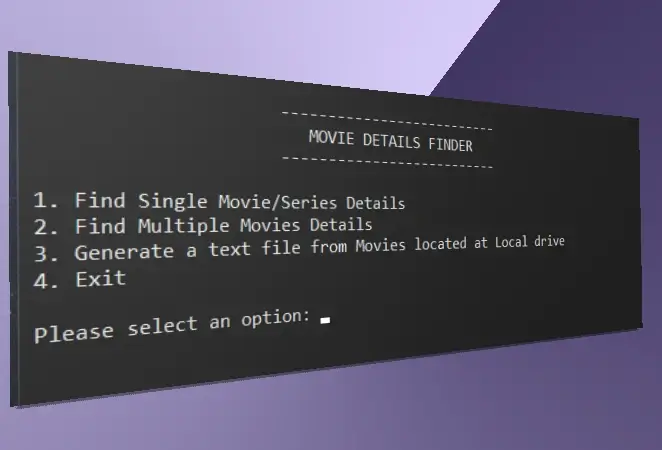 -------------------------
MOVIE DETAILS FINDER
-------------------------
1. Find Single Movie/Series Details
2. Find Multiple Movies Details
3. Generate a text file from Movies located at Local drive
4. Exit
Please select an option: